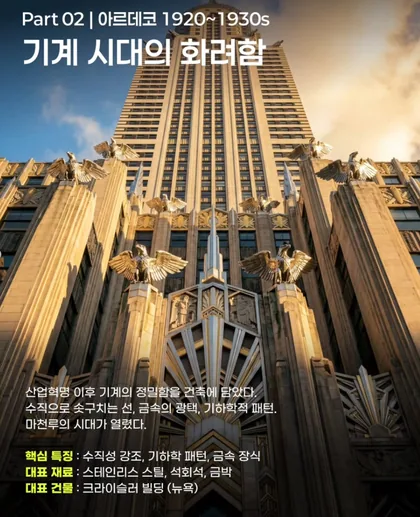 Part 02 | 아르데코 1920~1930s
기계 시대의 화려함
산업혁명 이후 기계의 정밀함을 건축에 담았다.
수직으로 솟구치는 선, 금속의 광택, 기하학적 패턴.
마천루의 시대가 열렸다.
핵심 특징 : 수직성 강조, 기하학 패턴, 금속 장식
대표 재료 : 스테인리스 스틸, 석회석, 금박
대표 건물 : 크라이슬러 빌딩 (뉴욕)